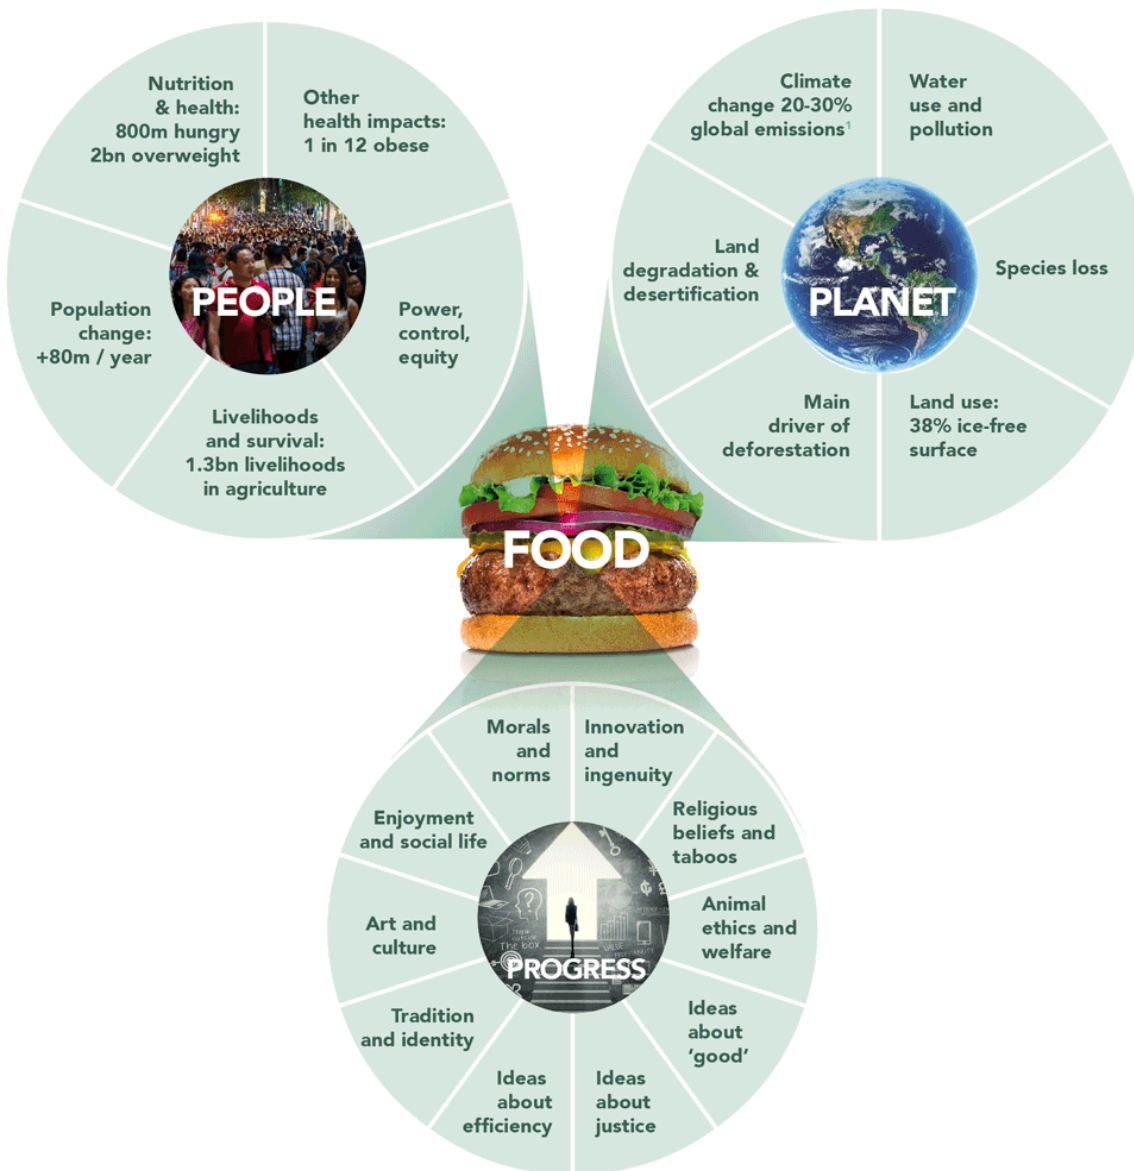 Nutrition
& health:
800m hungry
2bn overweight
Other
health impacts:
1 in 12 obese
Power,
control,
equity
Livelihoods
and survival:
1.3bn livelihoods
in agriculture
Population
change:
+80m / year
PEOPLE
Climate
change 20-30%
global emissions¹
Water
use and
pollution
Species loss
Land use:
38% ice-free
surface
Main
driver of
deforestation
Land
degradation &
desertification
PLANET
FOOD
Morals
and
norms
Innovation
and
ingenuity
Religious
beliefs and
taboos
Animal
ethics and
welfare
Ideas
about
‘good’
Ideas
about
justice
Ideas
about
efficiency
Tradition
and identity
Art and
culture
Enjoyment
and social life
The box
VALUE
PROGRESS